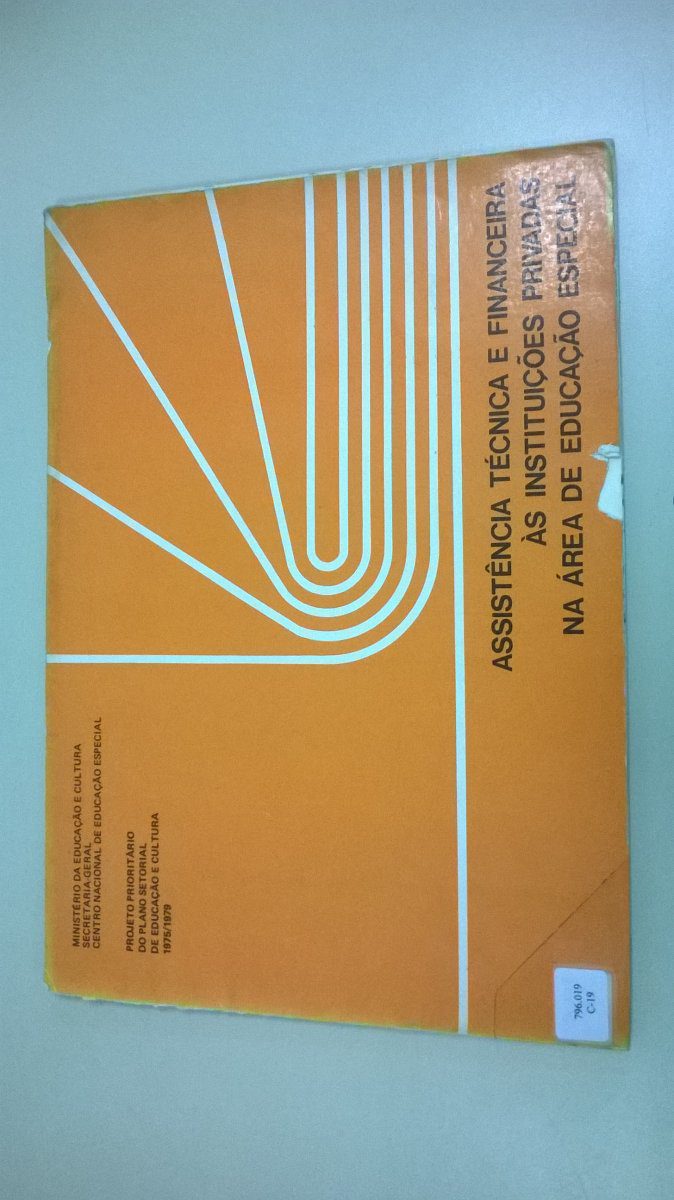 MINISTÉRIO DA EDUCAÇÃO E CULTURA
SECRETARIA-GERAL
CENTRO NACIONAL DE EDUCAÇÃO ESPECIAL
PROJETO PRIORITÁRIO
DO PLANO SETORIAL
DE EDUCAÇÃO E CULTURA
1975/1979
ASSISTÊNCIA TÉCNICA E FINANCEIRA
ÀS INSTITUIÇÕES PRIVADAS
NA ÁREA DE EDUCAÇÃO ESPECIAL
796.019
C-19